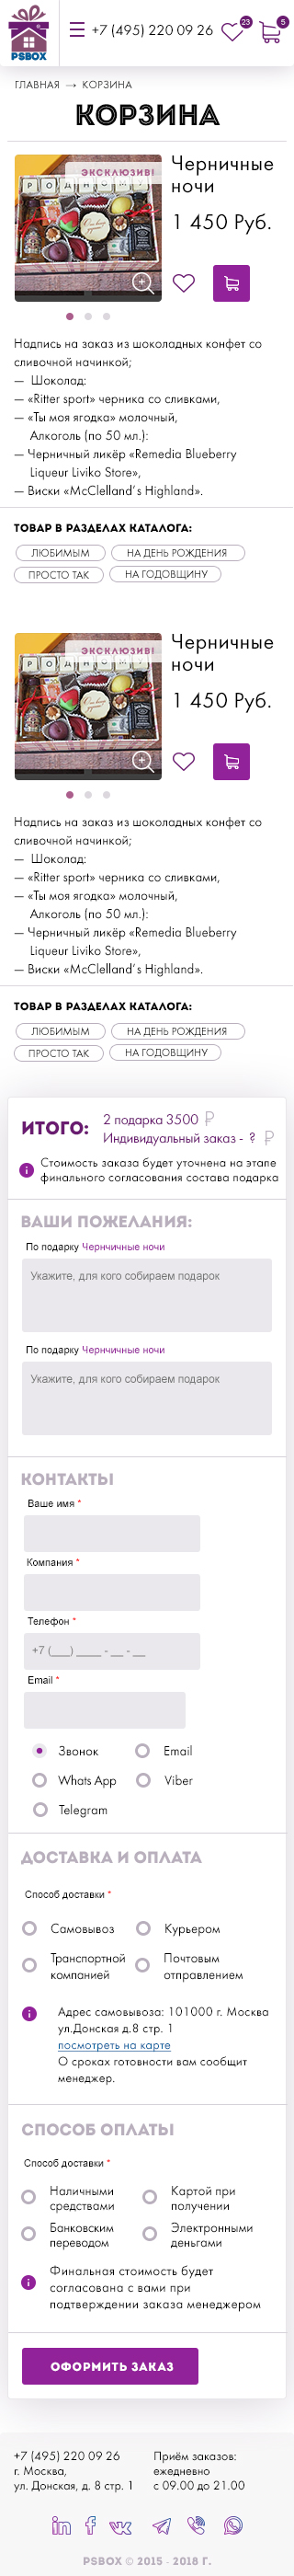 PSBOX
+7 (495) 220 09 26
23
5
ГЛАВНАЯ → КОРЗИНА
КОРЗИНА
ЭКСКЛЮЗИВ!
Черничные
ночи
1 450 Руб.
Надпись на заказ из шоколадных конфет со
сливочной начинкой;
— Шоколад:
— «Ritter sport» черника со сливками,
— «Ты моя ягодка» молочный,
Алкоголь (по 50 мл.):
— Черничный ликёр «Remedia Blueberry
Liqueur Liviko Store»,
— Виски «McClelland's Highland».
ТОВАР В РАЗДЕЛАХ КАТАЛОГА:
ЛЮБИМЫМ
НА ДЕНЬ РОЖДЕНИЯ
ПРОСТО ТАК
НА ГОДОВЩИНУ
ЭКСКЛЮЗИВ!
Черничные
ночи
1 450 Руб.
Надпись на заказ из шоколадных конфет со
сливочной начинкой;
— Шоколад:
— «Ritter sport» черника со сливками,
— «Ты моя ягодка» молочный,
Алкоголь (по 50 мл.):
— Черничный ликёр «Remedia Blueberry
Liqueur Liviko Store»,
— Виски «McClelland's Highland».
ТОВАР В РАЗДЕЛАХ КАТАЛОГА:
ЛЮБИМЫМ
НА ДЕНЬ РОЖДЕНИЯ
ПРОСТО ТАК
НА ГОДОВЩИНУ
ИТОГО:
2 подарка 3500 ₽
Индивидуальный заказ - ? ₽
Стоимость заказа будет уточнена на этапе
финального согласования состава подарка
ВАШИ ПОЖЕЛАНИЯ:
По подарку Чернчичные ночи
Укажите, для кого собираем подарок
По подарку Чернчичные ночи
Укажите, для кого собираем подарок
КОНТАКТЫ
Ваше имя *
Компания *
Телефон *
+7 (___) ____ - __ - __
Email *
Звонок
Email
Whats App
Viber
Telegram
ДОСТАВКА И ОПЛАТА
Способ доставки *
Самовывоз
Курьером
Транспортной
компанией
Почтовым
отправлением
Адрес самовывоза: 101000 г. Москва
ул.Донская д.8 стр. 1
посмотреть на карте
О сроках готовности вам сообщит
менеджер.
СПОСОБ ОПЛАТЫ
Способ доставки *
Наличными
средствами
Картой при
получении
Банковским
переводом
Электронными
деньгами
Финальная стоимость будет
согласована с вами при
подтверждении заказа менеджером
ОФОРМИТЬ ЗАКАЗ
+7 (495) 220 09 26
г. Москва,
ул. Донская, д. 8 стр. 1
Приём заказов:
ежедневно
с 09.00 до 21.00
PSBOX © 2015 - 2018 Г.